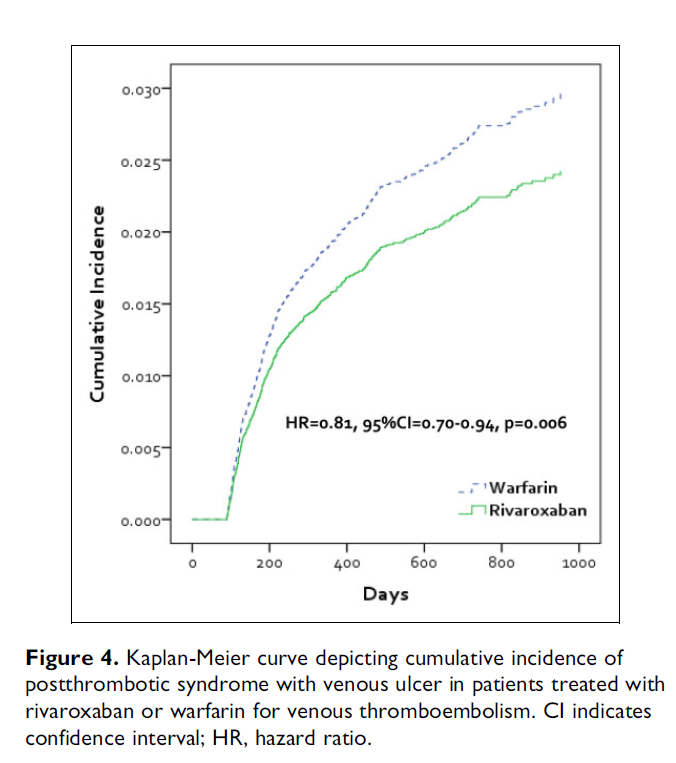 0.030
0.025
0.020
0.015
0.010
0.005
0.000
Cumulative Incidence
HR=0.81, 95%CI=0.70-0.94, p=0.006
Warfarin
Rivaroxaban
0 200 400 600 800 1000
Days
Figure 4. Kaplan-Meier curve depicting cumulative incidence of
postthrombotic syndrome with venous ulcer in patients treated with
rivaroxaban or warfarin for venous thromboembolism. CI indicates
confidence interval; HR, hazard ratio.